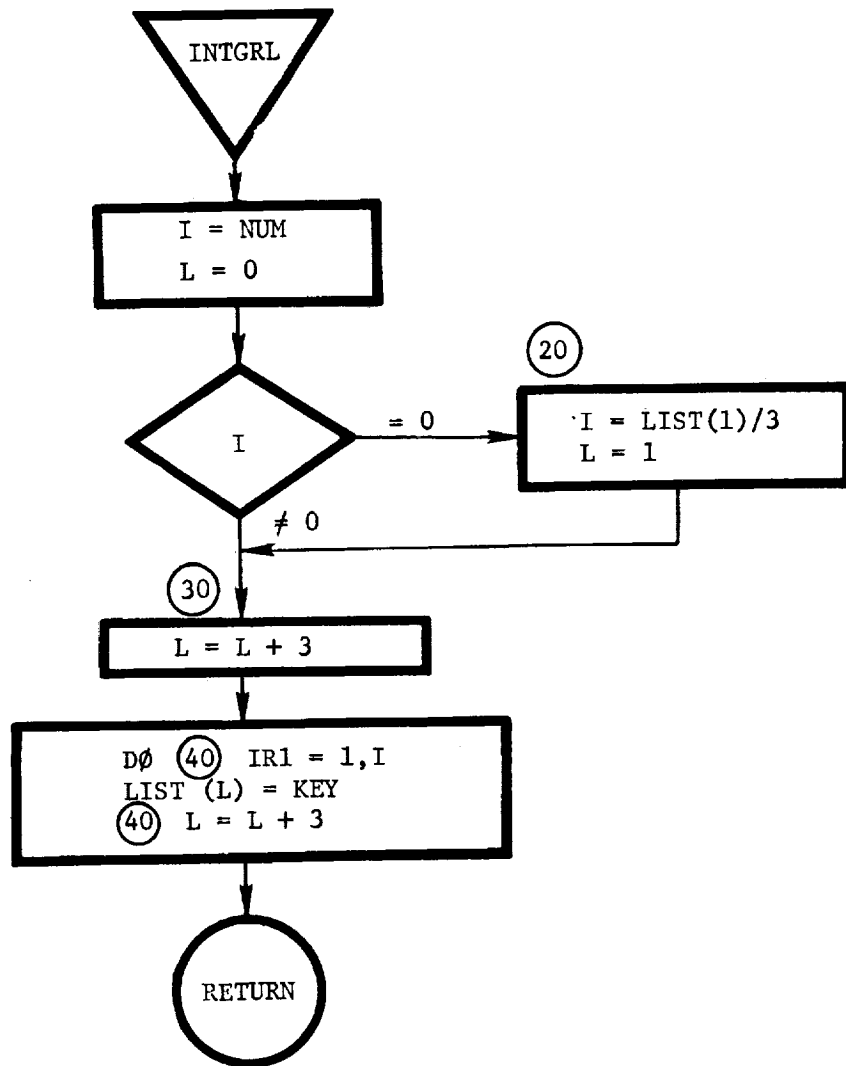 INTGRL
I = NUM
L = 0
20
I = LIST(1)/3
L = 1
I
= 0
≠ 0
30
L = L + 3
DØ 40 IR1 = 1,I
LIST (L) = KEY
40 L = L + 3
RETURN